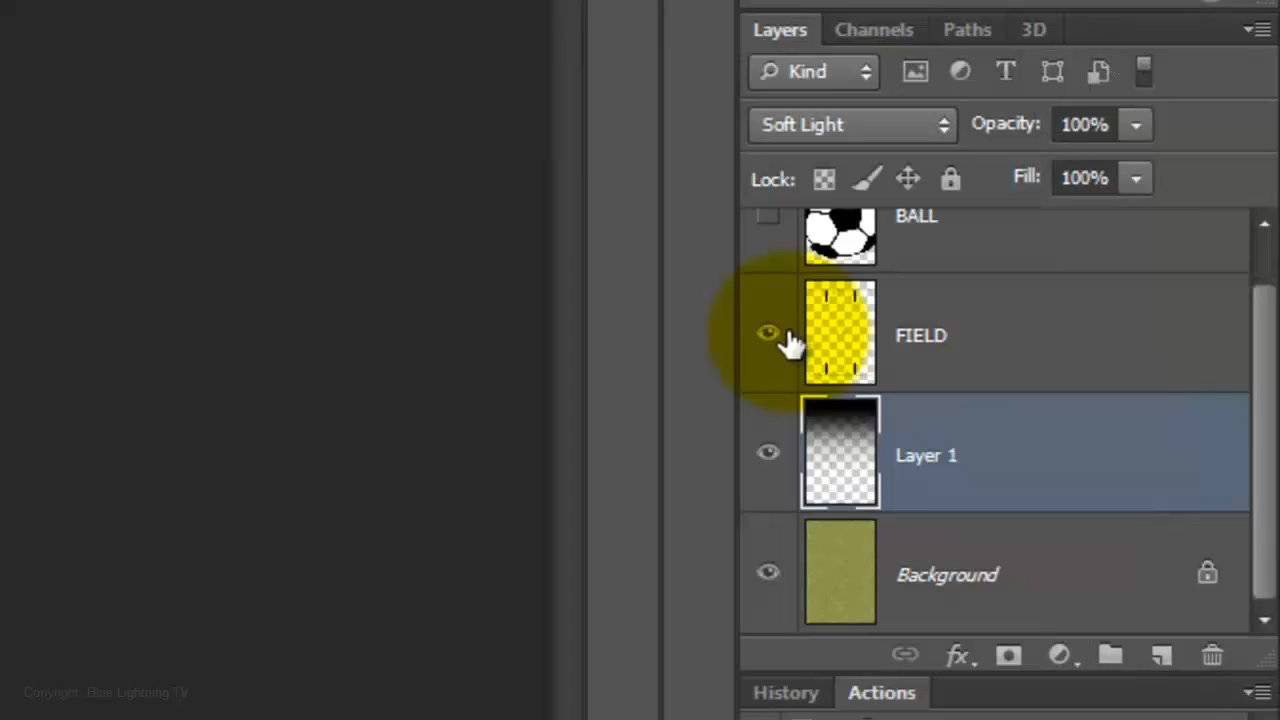 Layers Channels Paths 3D
Kind T
Soft Light Opacity: 100%
Lock: Fill: 100%
BALL
FIELD
Layer 1
Background
fx
History Actions
Copyright: Blue Lightning TV